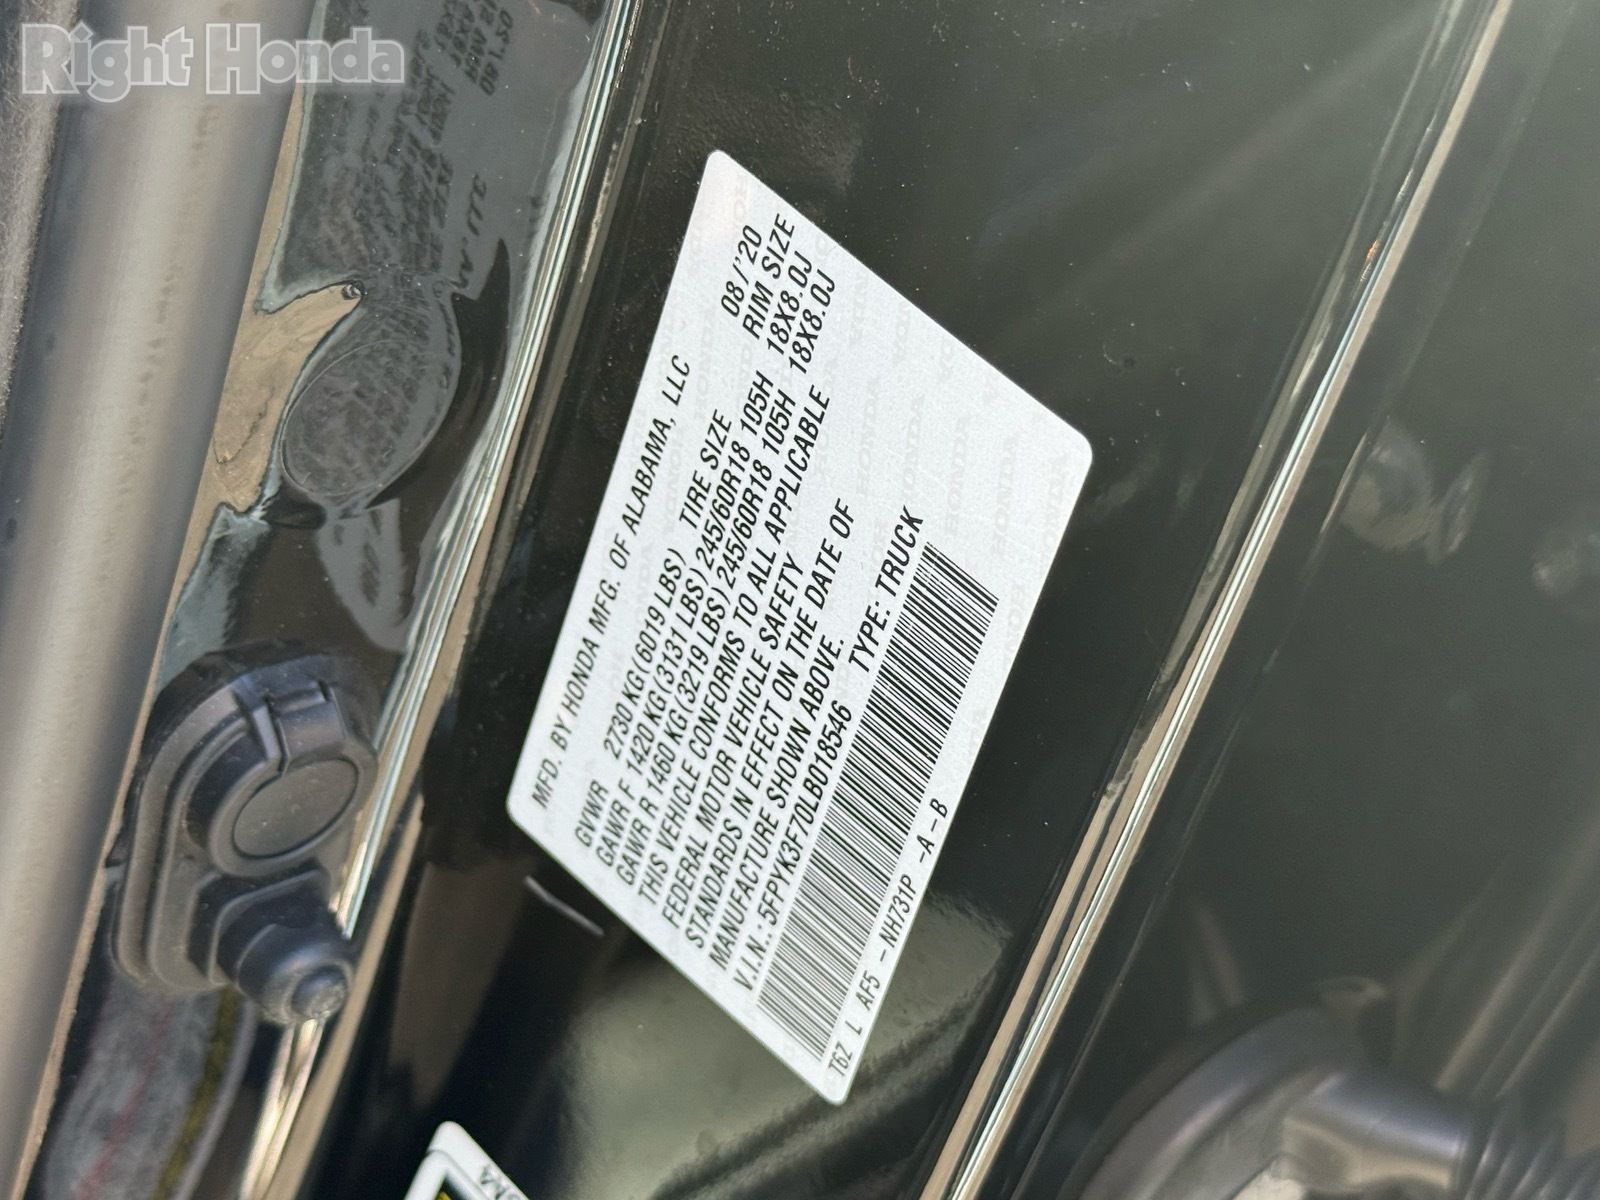 Right Honda
MFD. BY HONDA MFG. OF ALABAMA, LLC 08/'20
GVWR 2730 KG(6019 LBS) TIRE SIZE RIM SIZE
GAWR F 1420 KG(3131 LBS) 245/60R18 105H 18X8.0J
GAWR R 1460 KG(3219 LBS) 245/60R18 105H 18X8.0J
THIS VEHICLE CONFORMS TO ALL APPLICABLE
FEDERAL MOTOR VEHICLE SAFETY
STANDARDS IN EFFECT ON THE DATE OF
MANUFACTURE SHOWN ABOVE.
V.I.N.:5FPYK3F70LB018546 TYPE: TRUCK
T6Z L AF5 -NH731P -A-B